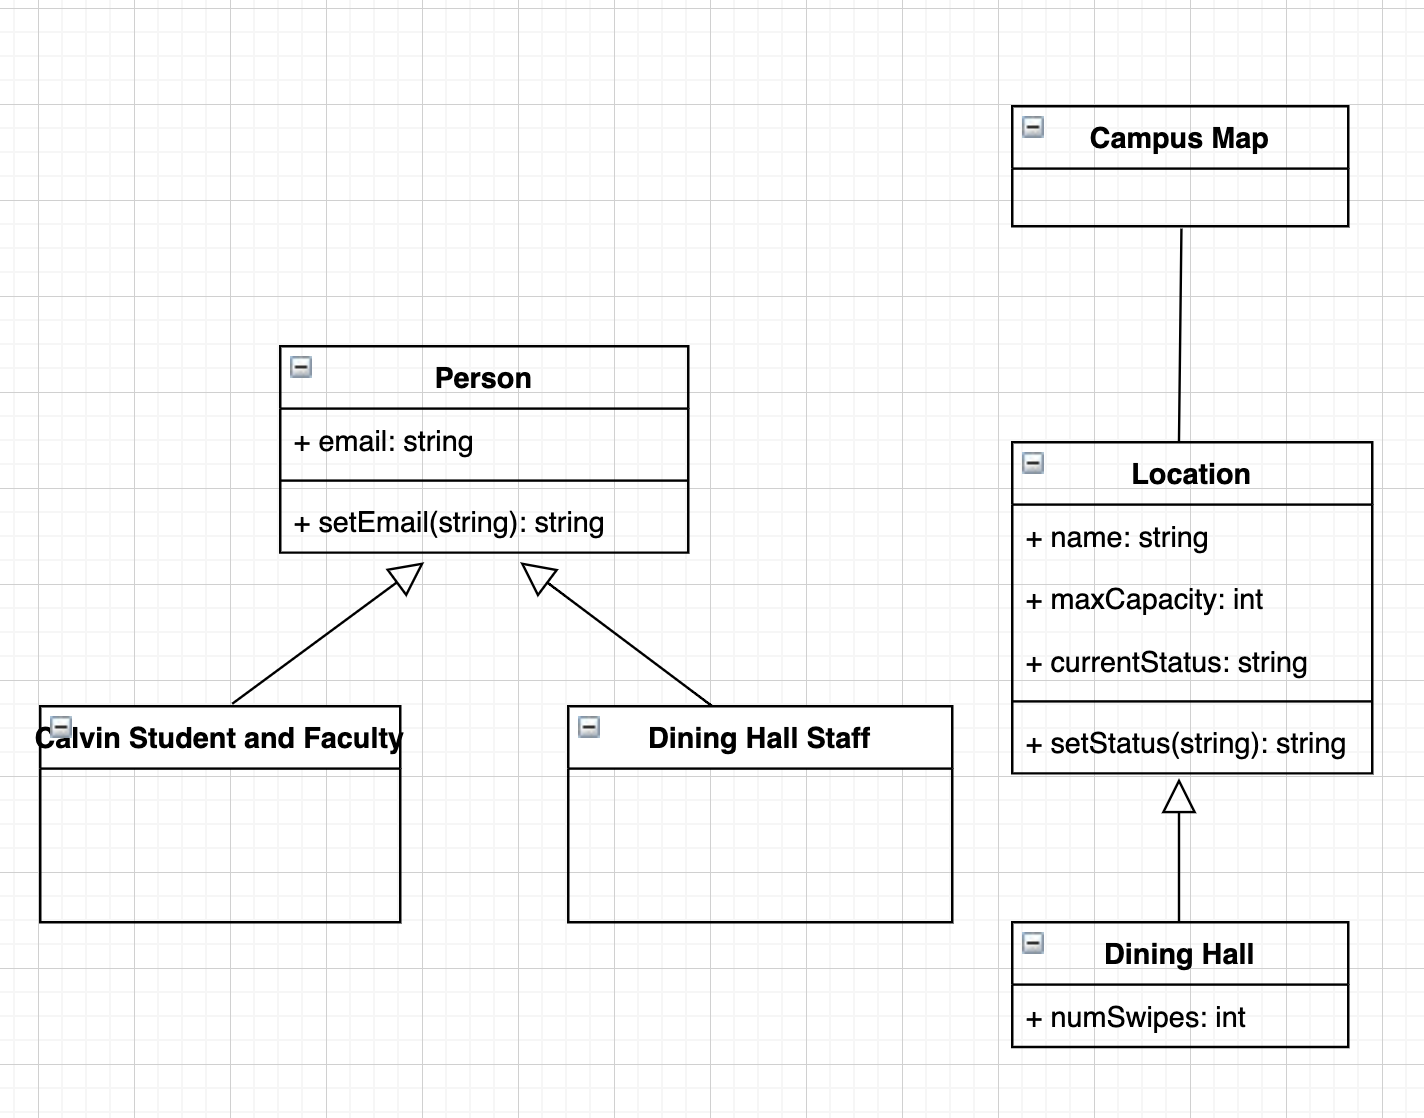 Campus Map
Person
+ email: string
+ setEmail(string): string
Location
+ name: string
+ maxCapacity: int
+ currentStatus: string
+ setStatus(string): string
Calvin Student and Faculty
Dining Hall Staff
Dining Hall
+ numSwipes: int